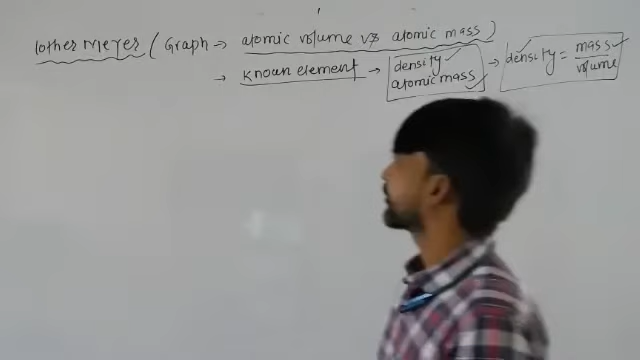 lother Meyer ( Graph → atomic volume vs atomic mass )
→ known element → density atomic mass → density = mass / volume